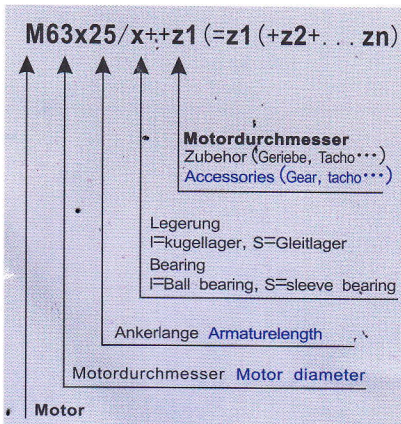 M63x25/x++z1(=z1(+z2+...zn)
Motordurchmesser
Zubehor (Geriebe, Tacho···)
Accessories (Gear, tacho···)
Legerung
I=kugellager, S=Gleitlager
Bearing
I=Ball bearing, S=sleeve bearing
Ankerlange Armaturelength
Motordurchmesser Motor diameter
Motor